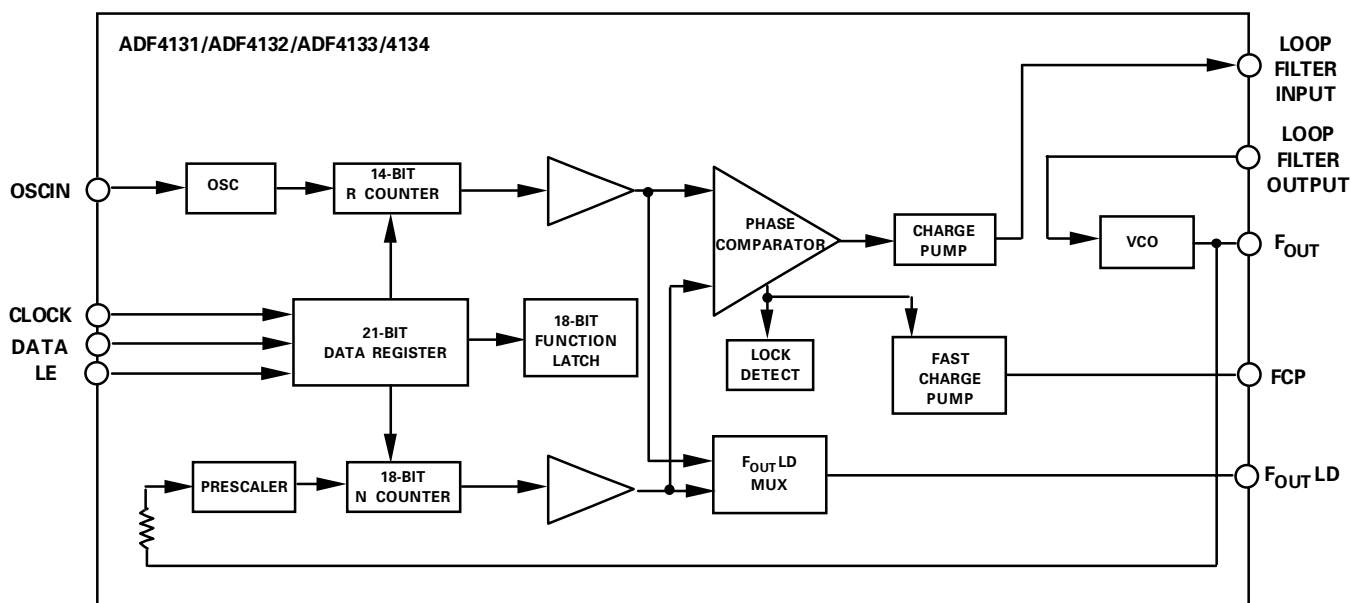 ADF4131/ADF4132/ADF4133/4134
LOOP
FILTER
INPUT
LOOP
FILTER
OUTPUT
OSCIN
OSC
14-BIT
R COUNTER
PHASE
COMPARATOR
CHARGE
PUMP
VCO
FOUT
CLOCK
DATA
LE
21-BIT
DATA REGISTER
18-BIT
FUNCTION
LATCH
LOCK
DETECT
FAST
CHARGE
PUMP
FCP
PRESCALER
18-BIT
N COUNTER
FOUT LD
MUX
FOUT LD